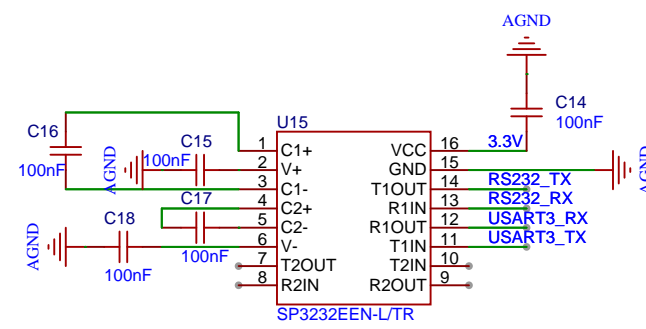 AGND
C14
100nF
U15
C16
100nF
AGND
C15
100nF
1 C1+
2 V+
3 C1-
4 C2+
5 C2-
6 V-
7 T2OUT
8 R2IN
VCC 16 3.3V
GND 15
T1OUT 14 RS232_TX
R1IN 13 RS232_RX
R1OUT 12 USART3_RX
T1IN 11 USART3_TX
T2IN 10
R2OUT 9
AGND
C17
100nF
AGND
C18
100nF
SP3232EEN-L/TR